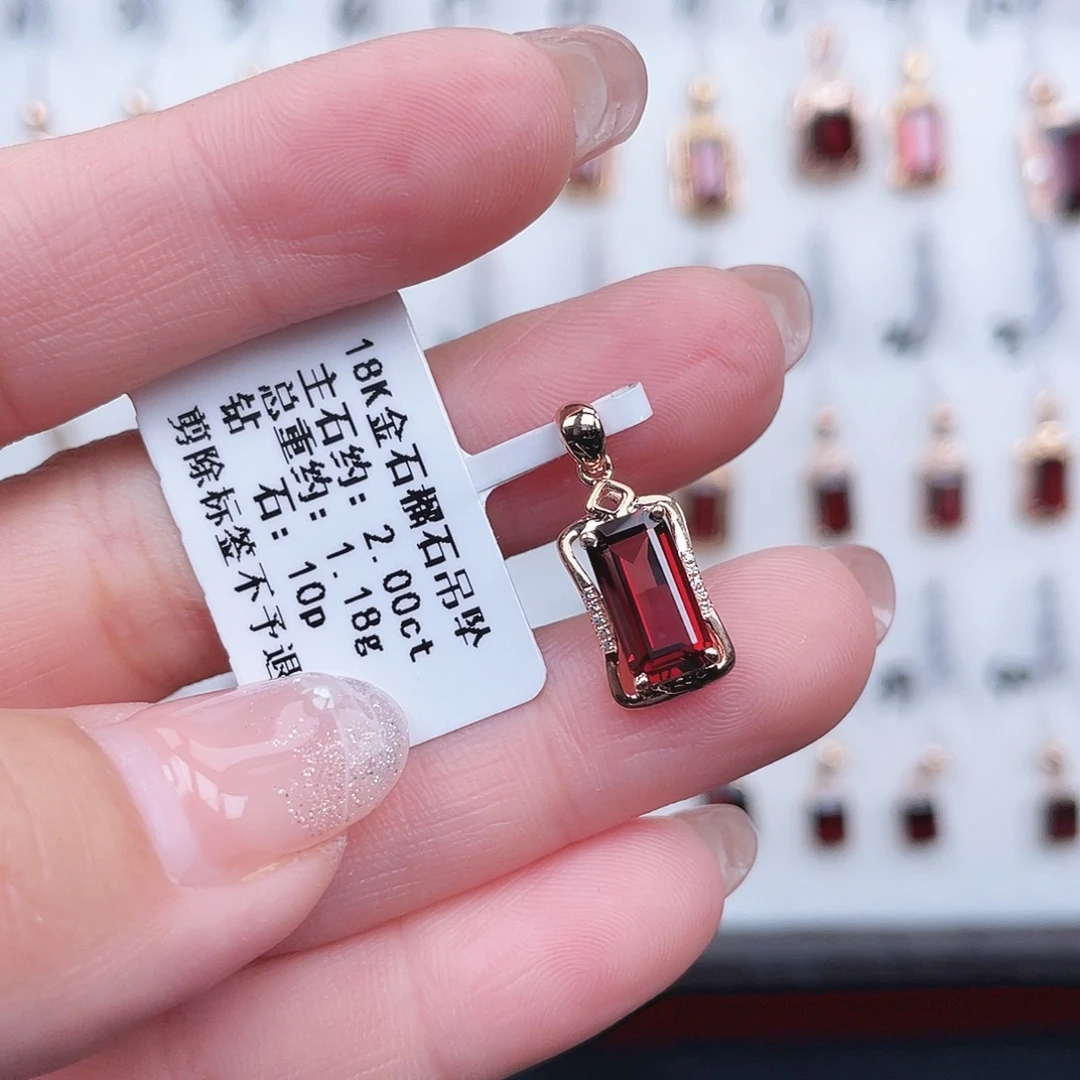 18K金石榴石吊坠
主石约: 2.00ct
总重约: 1.18g
钻 石: 10p
剪除标签不予退